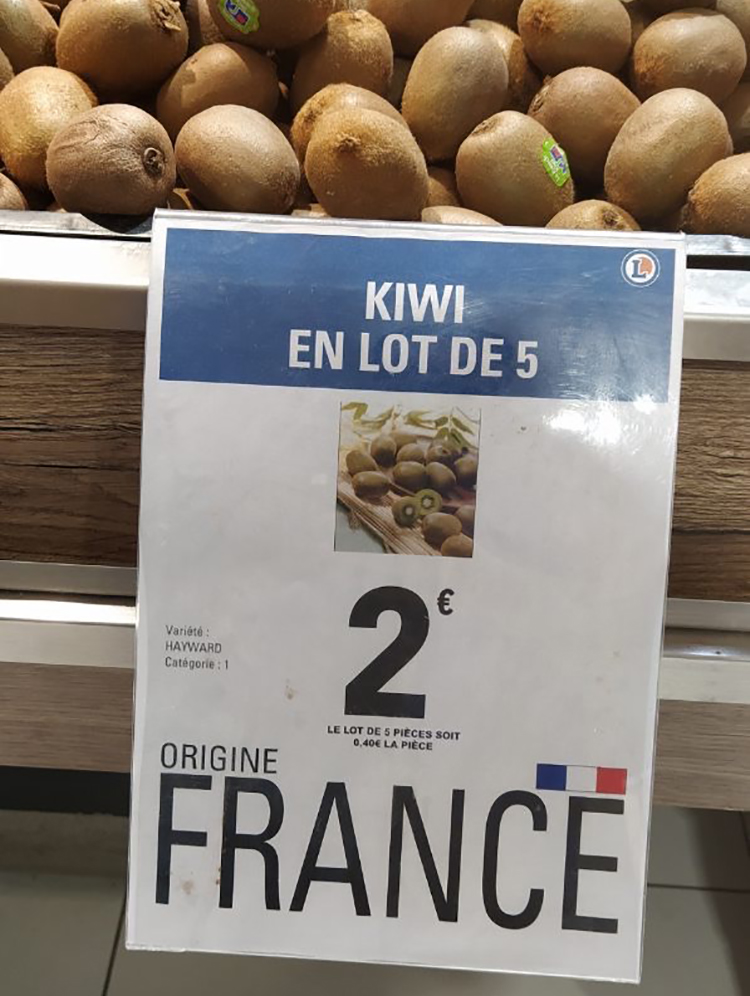 KIWI
EN LOT DE 5
L
2€
Variété :
HAYWARD
Catégorie : 1
LE LOT DE 5 PIÈCES SOIT
0,40€ LA PIÈCE
ORIGINE
FRANCE